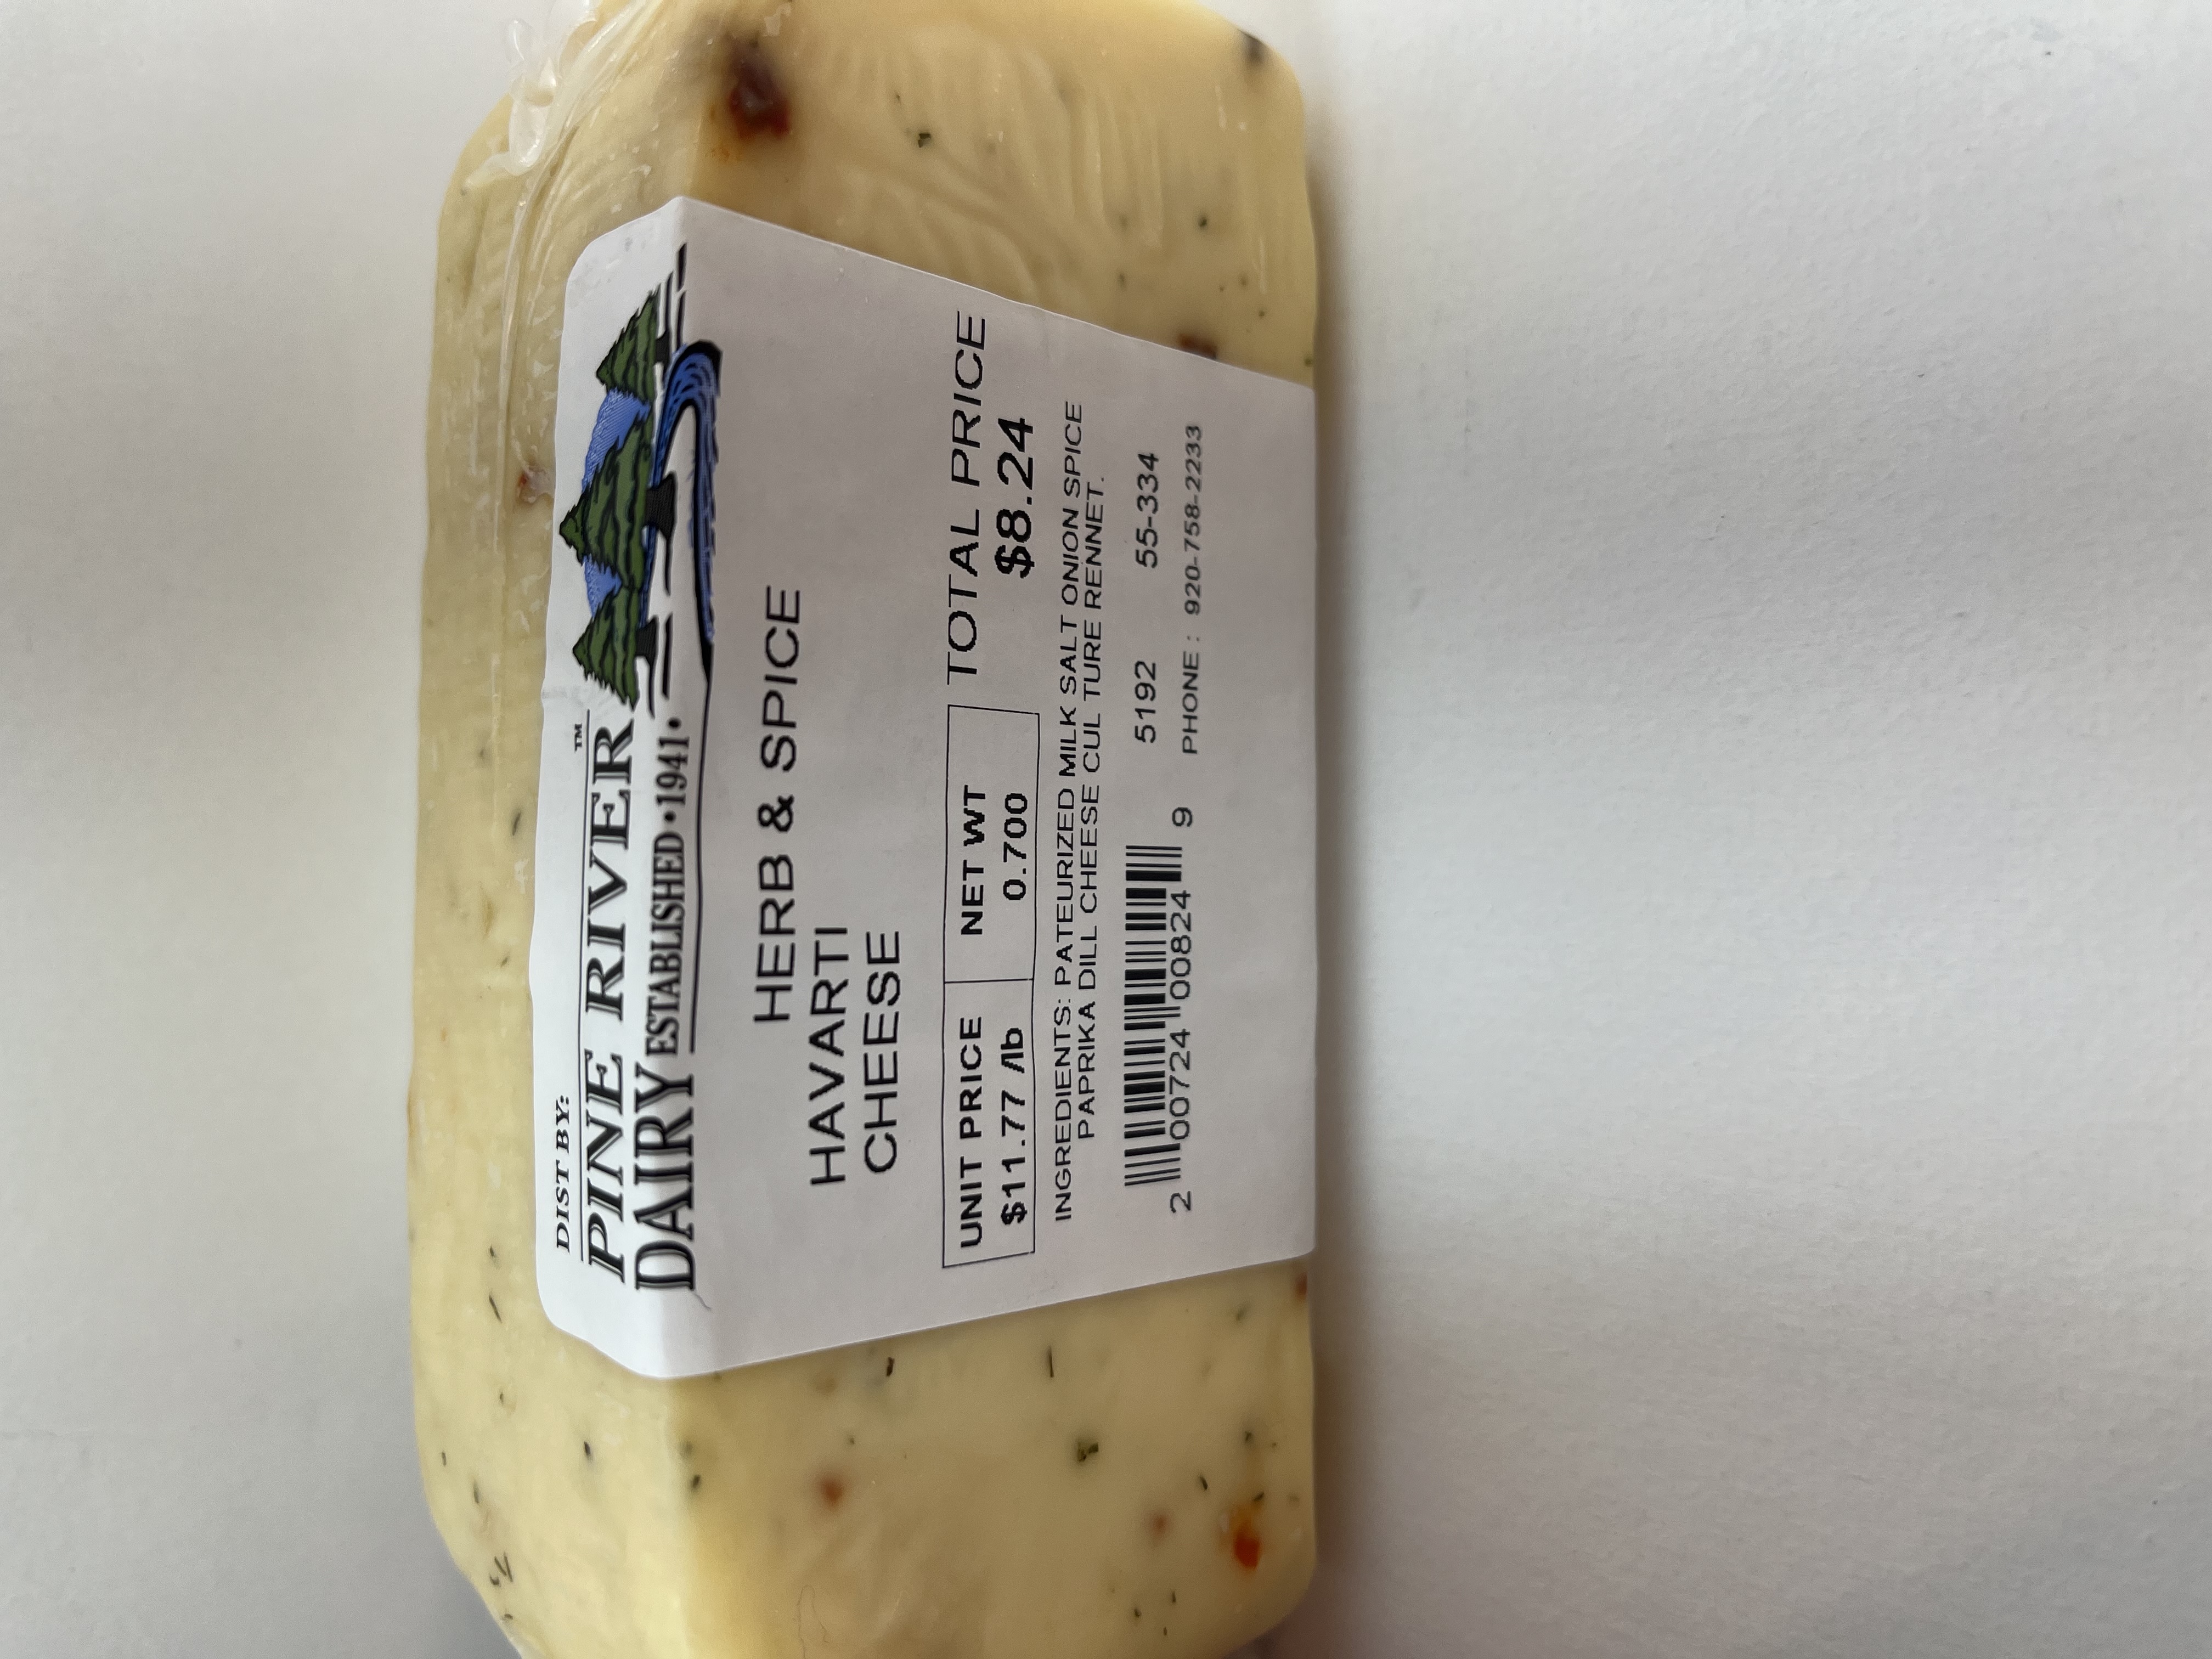 DIST BY:
PINE RIVER™
DAIRY ESTABLISHED•1941•
HERB & SPICE
HAVARTI
CHEESE
UNIT PRICE NET WT TOTAL PRICE
$11.77 /lb 0.700 $8.24
INGREDIENTS: PATEURIZED MILK SALT ONION SPICE
PAPRIKA DILL CHEESE CUL TURE RENNET.
5192 55-334
2 00724 00824 9 PHONE : 920-758-2233